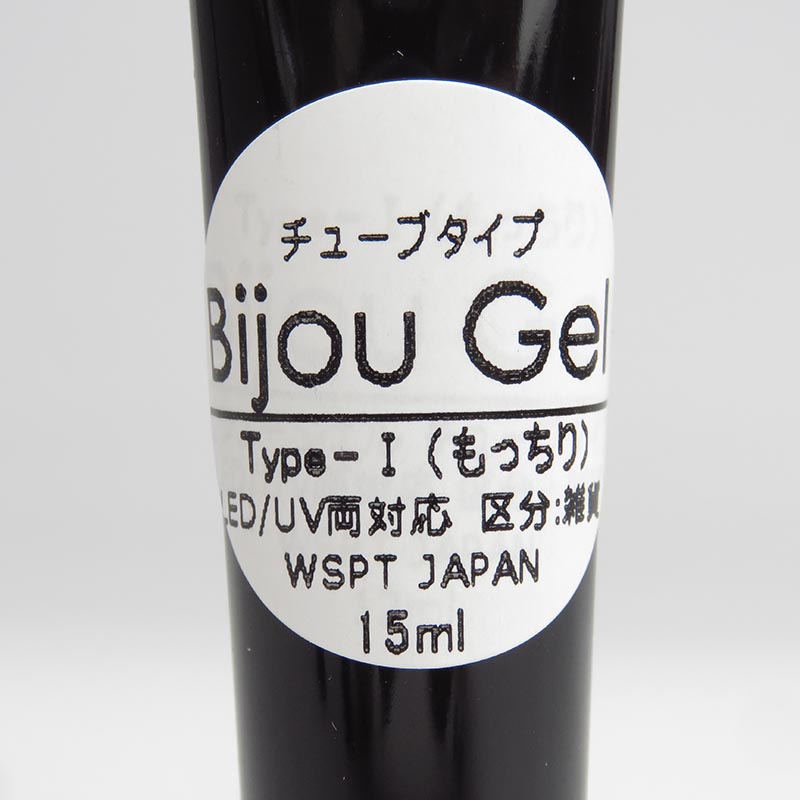 チューブタイプ
Bijou Gel
Type-I (もっちり)
LED/UV両対応 区分:雑貨
WSPT JAPAN
15ml